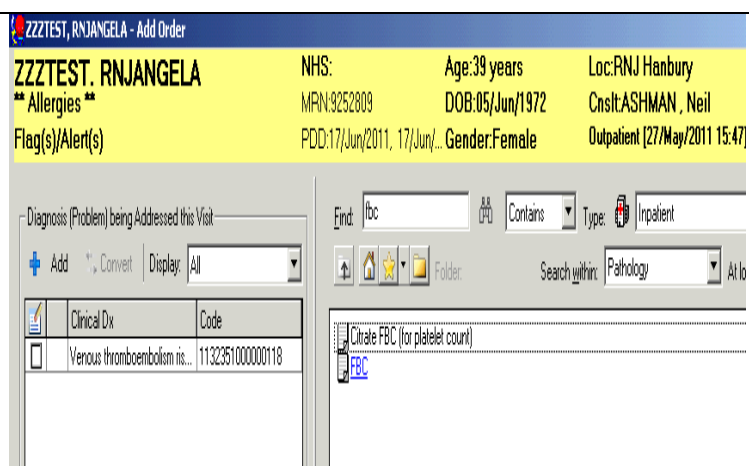 ZZZTEST, RNJANGELA - Add Order
ZZZTEST. RNJANGELA NHS: Age:39 years Loc:RNJ Hanbury
** Allergies ** MRN:9252809 DOB:05/Jun/1972 Cnslt:ASHMAN , Neil
Flag(s)/Alert(s) PDD:17/Jun/2011, 17/Jun/... Gender:Female Outpatient [27/May/2011 15:47]
Diagnosis (Problem) being Addressed this Visit
Add Convert Display: All
Clinical Dx Code
Venous thromboembolism ris... 1132351000000118
Find: fbc Contains Type: Inpatient
Folder: Search within: Pathology At lo
Citrate FBC (for platelet count)
FBC